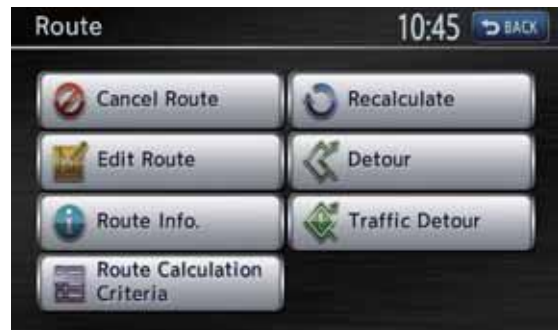 Route
10:45
BACK
Cancel Route
Recalculate
Edit Route
Detour
Route Info.
Traffic Detour
Route Calculation
Criteria